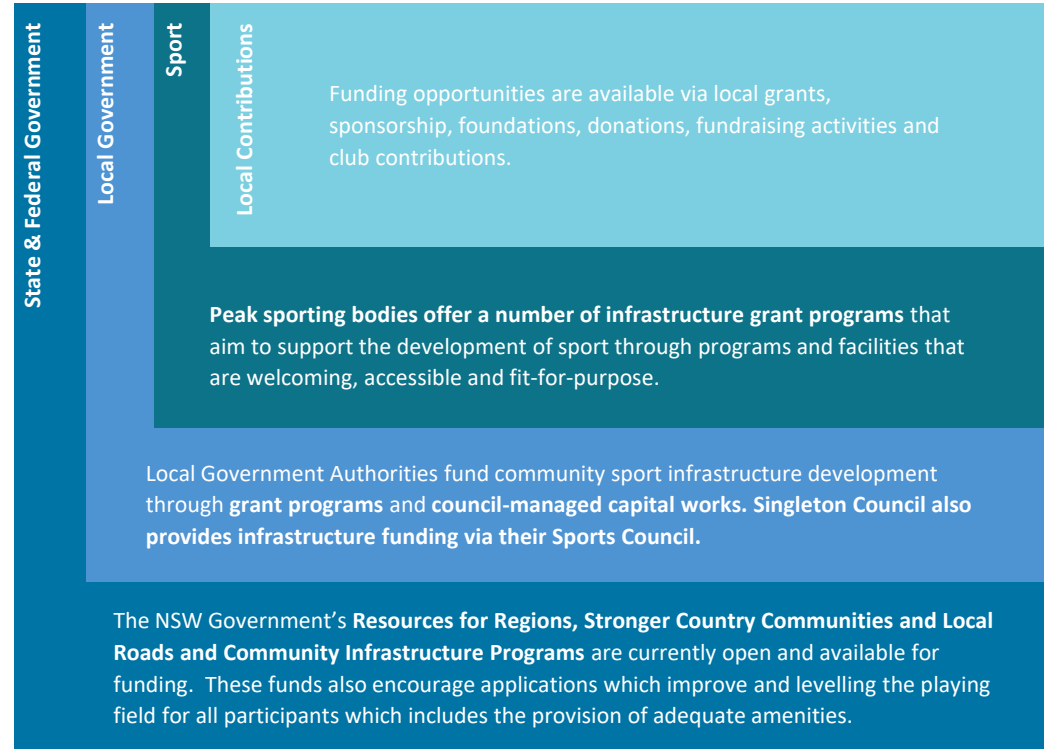 State & Federal Government
Local Government
Sport
Local Contributions
Funding opportunities are available via local grants,
sponsorship, foundations, donations, fundraising activities and
club contributions.
Peak sporting bodies offer a number of infrastructure grant programs that
aim to support the development of sport through programs and facilities that
are welcoming, accessible and fit-for-purpose.
Local Government Authorities fund community sport infrastructure development
through grant programs and council-managed capital works. Singleton Council also
provides infrastructure funding via their Sports Council.
The NSW Government’s Resources for Regions, Stronger Country Communities and Local
Roads and Community Infrastructure Programs are currently open and available for
funding.  These funds also encourage applications which improve and levelling the playing
field for all participants which includes the provision of adequate amenities.